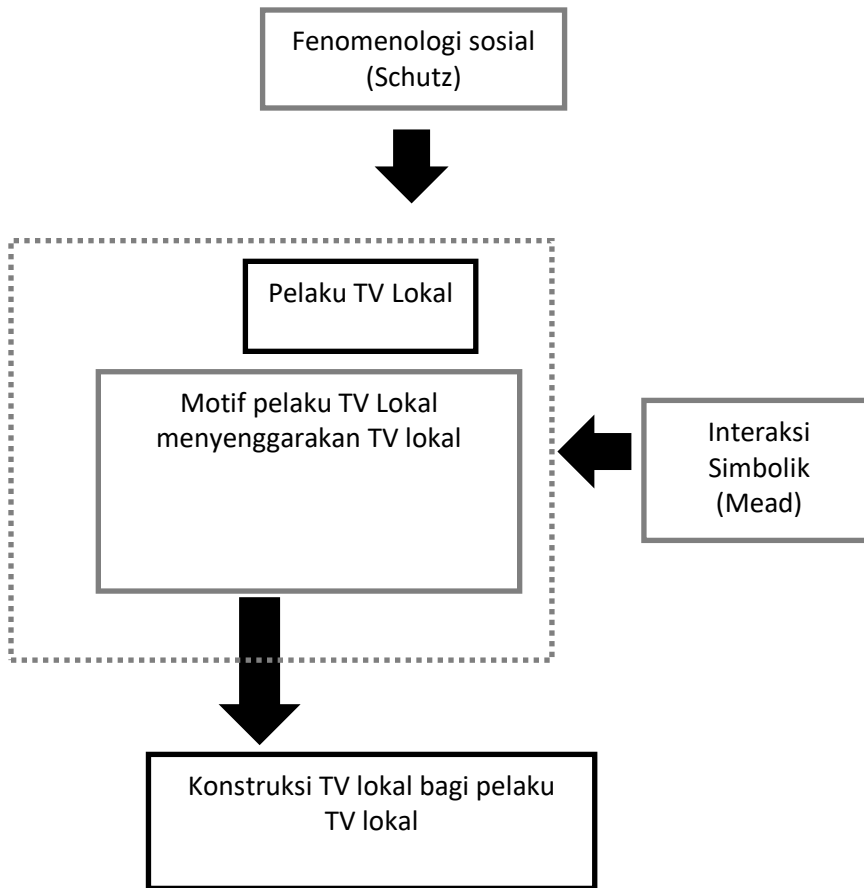 Fenomenologi sosial
(Schutz)
Pelaku TV Lokal
Motif pelaku TV Lokal
menyenggarakan TV lokal
Interaksi
Simbolik
(Mead)
Konstruksi TV lokal bagi pelaku
TV lokal